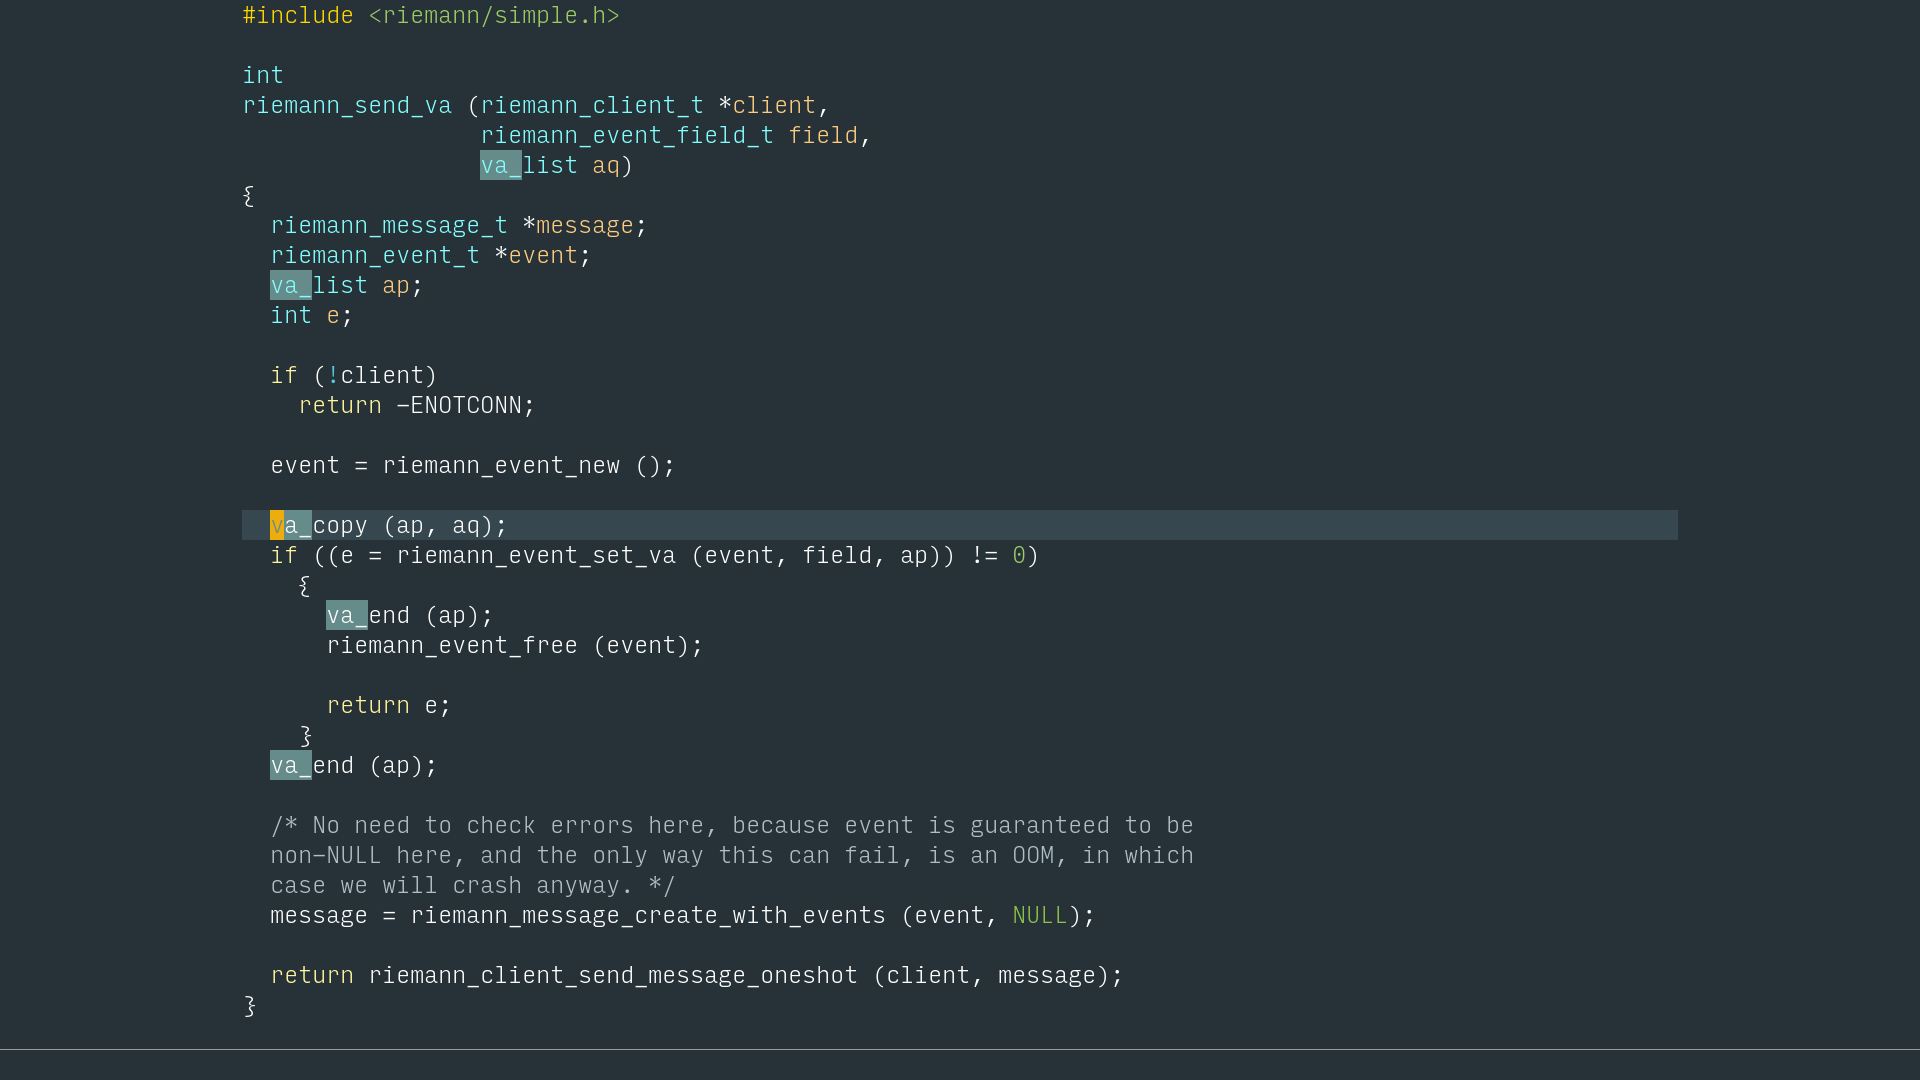 #include <riemann/simple.h>

int
riemann_send_va (riemann_client_t *client,
                 riemann_event_field_t field,
                 va_list aq)
{
  riemann_message_t *message;
  riemann_event_t *event;
  va_list ap;
  int e;

  if (!client)
    return -ENOTCONN;

  event = riemann_event_new ();

  va_copy (ap, aq);
  if ((e = riemann_event_set_va (event, field, ap)) != 0)
    {
      va_end (ap);
      riemann_event_free (event);

      return e;
    }
  va_end (ap);

  /* No need to check errors here, because event is guaranteed to be
  non-NULL here, and the only way this can fail, is an OOM, in which
  case we will crash anyway. */
  message = riemann_message_create_with_events (event, NULL);

  return riemann_client_send_message_oneshot (client, message);
}